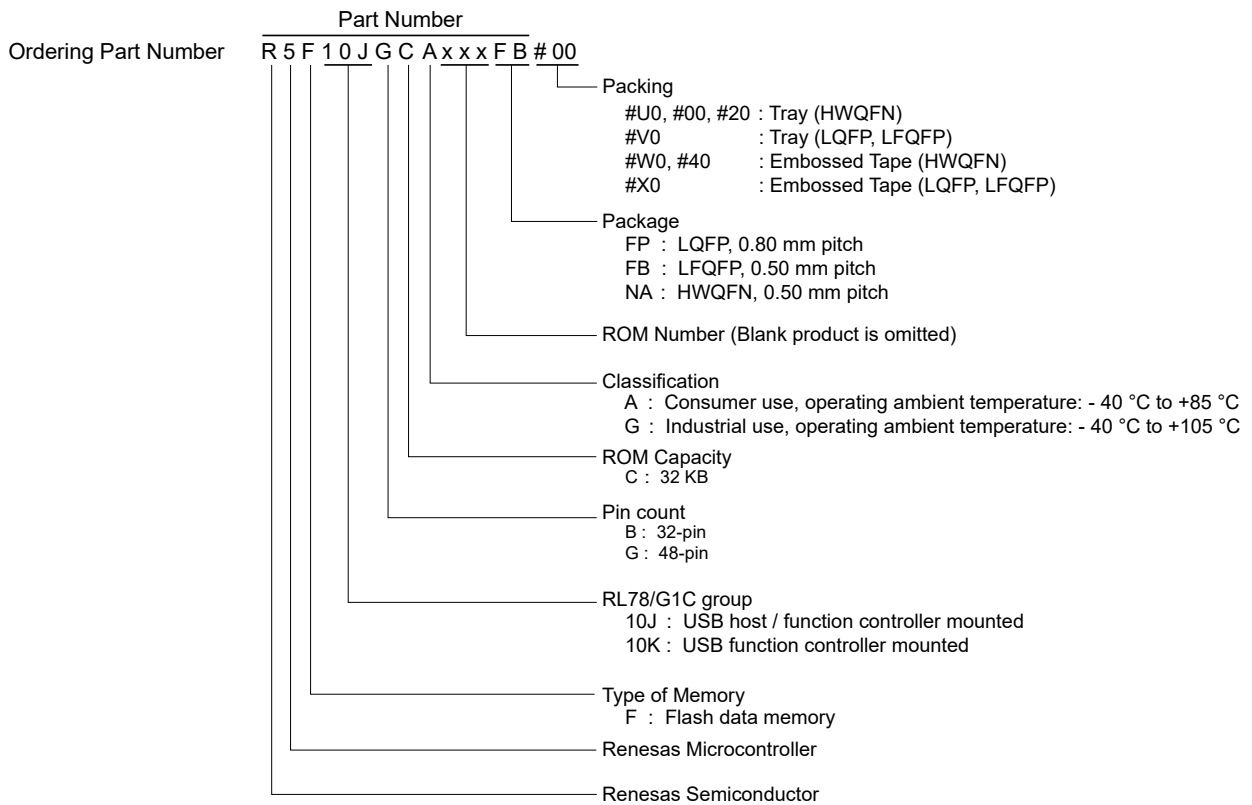 Part Number
Ordering Part Number R 5 F 1 0 J G C A x x x F B # 00
Packing
#U0, #00, #20 : Tray (HWQFN)
#V0 : Tray (LQFP, LFQFP)
#W0, #40 : Embossed Tape (HWQFN)
#X0 : Embossed Tape (LQFP, LFQFP)
Package
FP : LQFP, 0.80 mm pitch
FB : LFQFP, 0.50 mm pitch
NA : HWQFN, 0.50 mm pitch
ROM Number (Blank product is omitted)
Classification
A : Consumer use, operating ambient temperature: - 40 °C to +85 °C
G : Industrial use, operating ambient temperature: - 40 °C to +105 °C
ROM Capacity
C : 32 KB
Pin count
B : 32-pin
G : 48-pin
RL78/G1C group
10J : USB host / function controller mounted
10K : USB function controller mounted
Type of Memory
F : Flash data memory
Renesas Microcontroller
Renesas Semiconductor